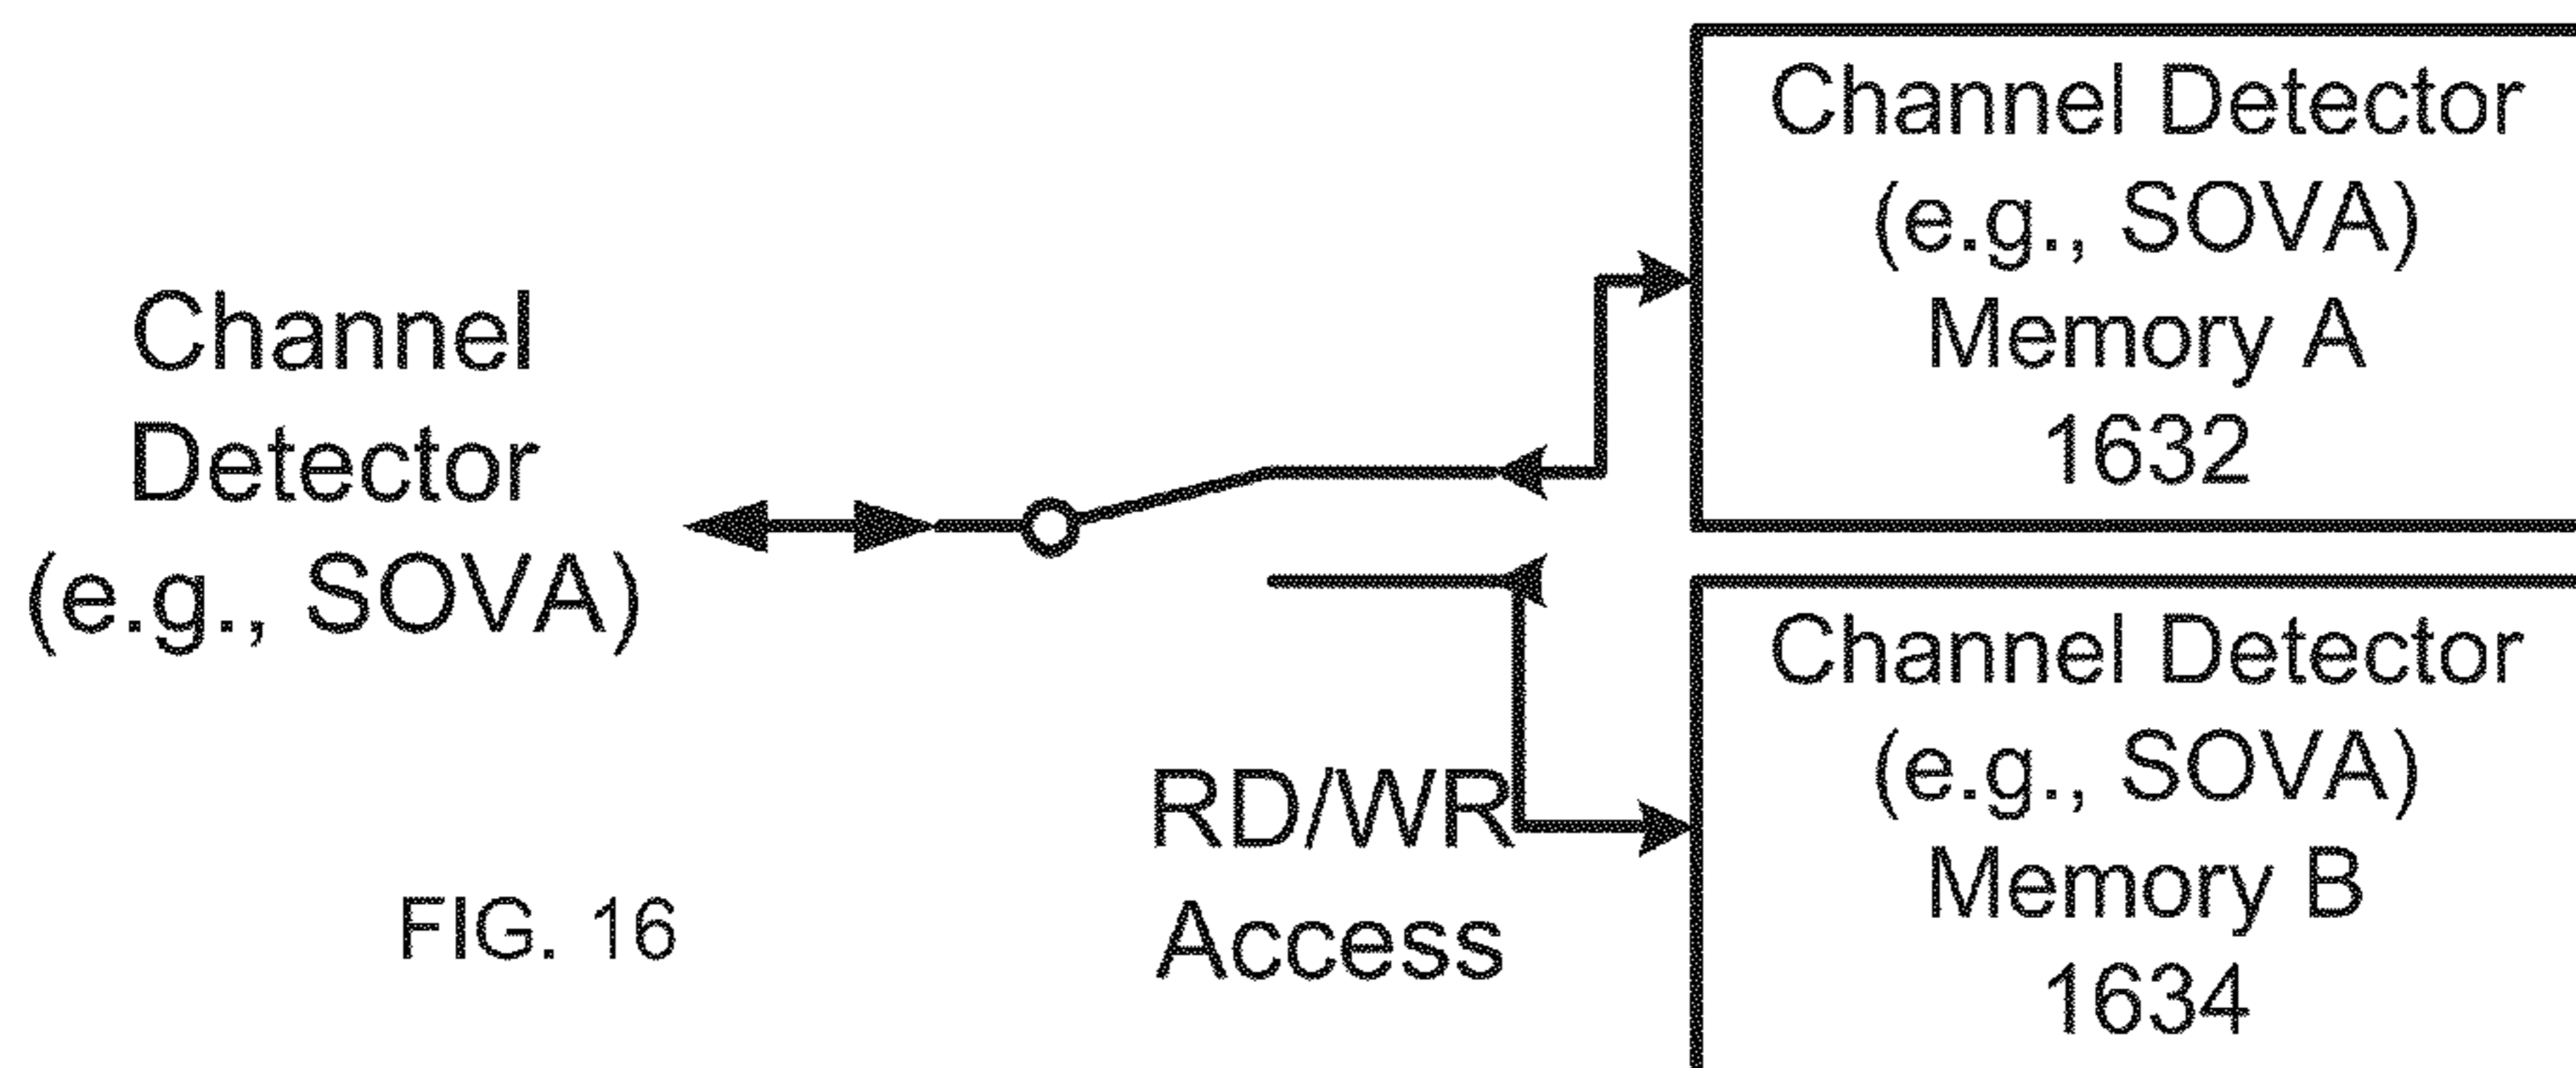 Channel
Detector
(e.g., SOVA)
Channel Detector
(e.g., SOVA)
Memory A
1632
Channel Detector
(e.g., SOVA)
Memory B
1634
RD/WR
Access
FIG. 16